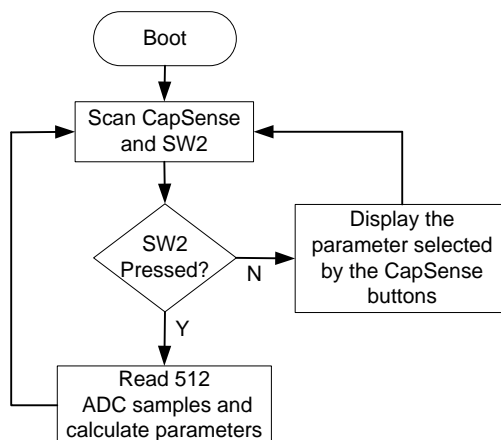 Boot
Scan CapSense
and SW2
SW2
Pressed?
N
Display the
parameter selected
by the CapSense
buttons
Y
Read 512
ADC samples and
calculate parameters